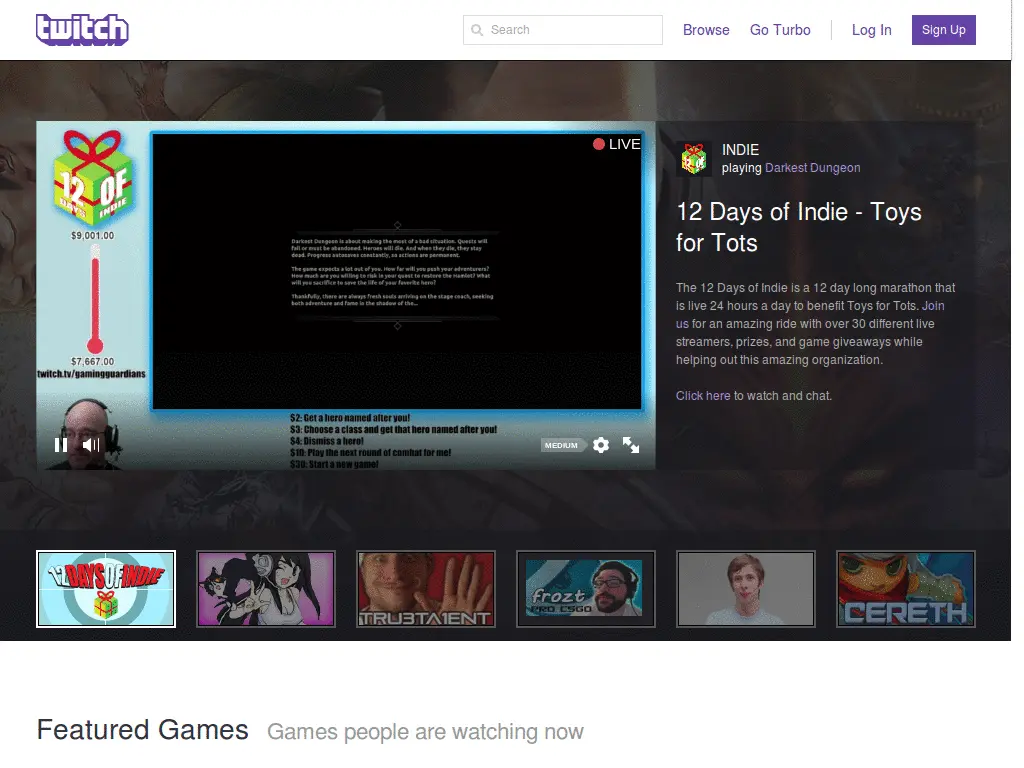 twitch
Search
Browse
Go Turbo
Log In
Sign Up
12 OF
DAYS INDIE
$9,001.00
$7,667.00
twitch.tv/gamingguardians
LIVE
Darkest Dungeon is about making the most of a bad situation. Quests will
fail or must be abandoned. Heroes will die. And when they die, they stay
dead. Progress autosaves constantly, so actions are permanent.
The game expects a lot out of you. How far will you push your adventurers?
How much are you willing to risk in your quest to restore the Hamlet? What
will you sacrifice to save the life of your favorite hero?
Thankfully, there are always fresh souls arriving on the stage coach, seeking
both adventure and fame in the shadow of the...
$2: Get a hero named after you!
$3: Choose a class and get that hero named after you!
$4: Dismiss a hero!
$10: Play the next round of combat for me!
$30: Start a new game!
MEDIUM
INDIE
playing Darkest Dungeon
12 Days of Indie - Toys
for Tots
The 12 Days of Indie is a 12 day long marathon that
is live 24 hours a day to benefit Toys for Tots. Join
us for an amazing ride with over 30 different live
streamers, prizes, and game giveaways while
helping out this amazing organization.
Click here to watch and chat.
12 DAYS OF INDIE
TRU3TA1ENT
frozt
PRO CSGO
CERETH
Featured Games
Games people are watching now